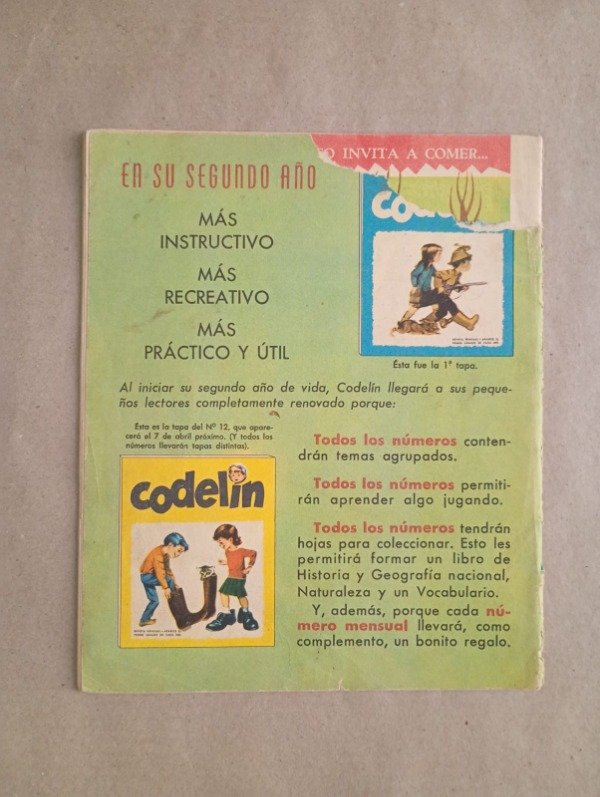 INVITA A COMER...
EN SU SEGUNDO AÑO
MÁS
INSTRUCTIVO
MÁS
RECREATIVO
MÁS
PRÁCTICO Y ÚTIL
Ésta fue la 1ª tapa.
Al iniciar su segundo año de vida, Codelín llegará a sus peque-
ños lectores completamente renovado porque:
Ésta es la tapa del Nº 12, que apare-
cerá el 7 de abril próximo. (Y todos los
números llevarán tapas distintas).
codelin
Todos los números conten-
drán temas agrupados.
Todos los números permiti-
rán aprender algo jugando.
Todos los números tendrán
hojas para coleccionar. Esto les
permitirá formar un libro de
Historia y Geografía nacional,
Naturaleza y un Vocabulario.
Y, además, porque cada nú-
mero mensual llevará, como
complemento, un bonito regalo.